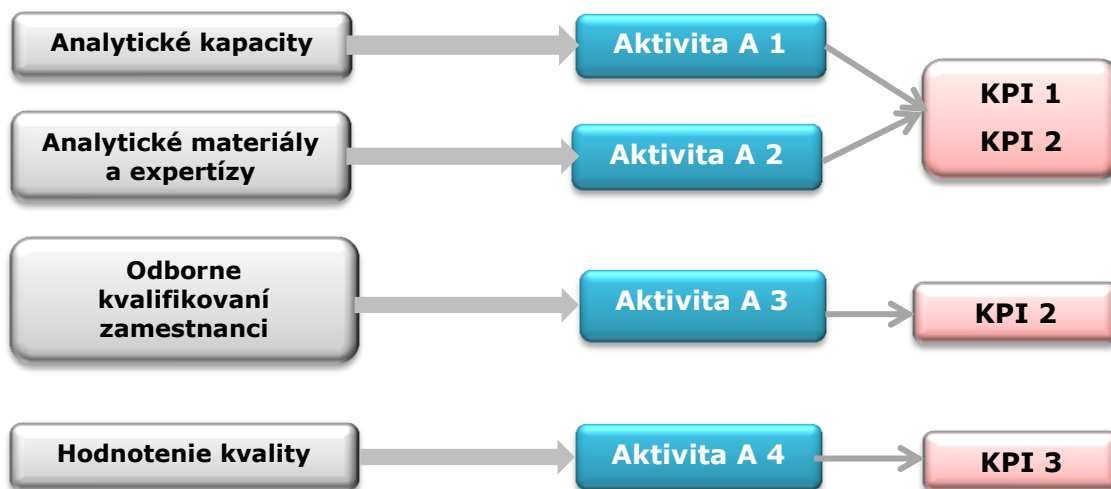 Analytické kapacity
Aktivita A 1
KPI 1
KPI 2
Analytické materiály
a expertízy
Aktivita A 2
Odborne
kvalifikovaní
zamestnanci
Aktivita A 3
KPI 2
Hodnotenie kvality
Aktivita A 4
KPI 3